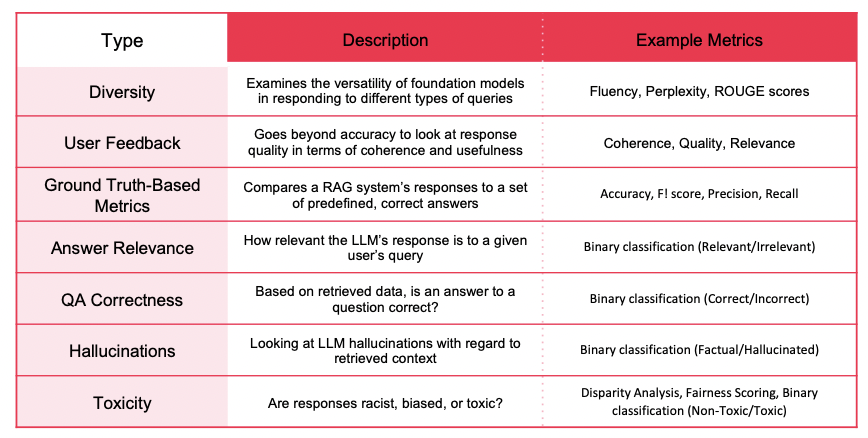 Type
Description
Example Metrics
Diversity
Examines the versatility of foundation models
in responding to different types of queries
Fluency, Perplexity, ROUGE scores
User Feedback
Goes beyond accuracy to look at response
quality in terms of coherence and usefulness
Coherence, Quality, Relevance
Ground Truth-Based
Metrics
Compares a RAG system’s responses to a set
of predefined, correct answers
Accuracy, F! score, Precision, Recall
Answer Relevance
How relevant the LLM’s response is to a given
user’s query
Binary classification (Relevant/Irrelevant)
QA Correctness
Based on retrieved data, is an answer to a
question correct?
Binary classification (Correct/Incorrect)
Hallucinations
Looking at LLM hallucinations with regard to
retrieved context
Binary classification (Factual/Hallucinated)
Toxicity
Are responses racist, biased, or toxic?
Disparity Analysis, Fairness Scoring, Binary
classification (Non-Toxic/Toxic)